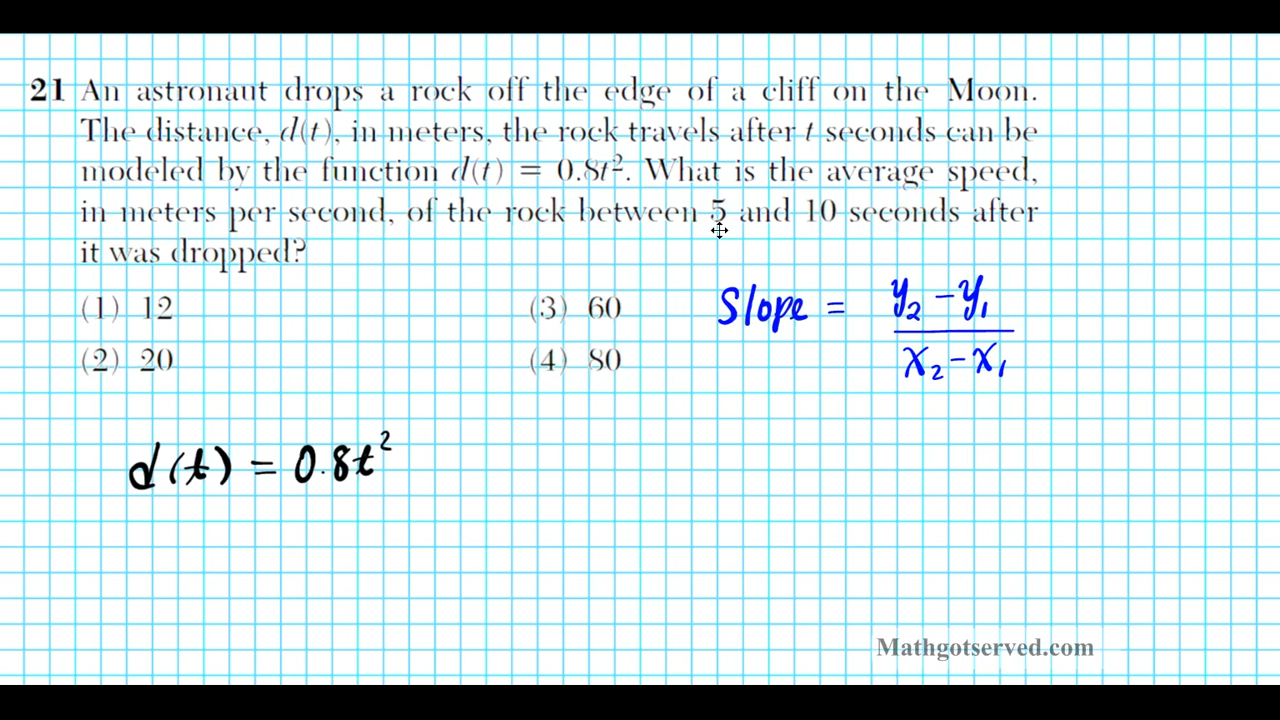 21 An astronaut drops a rock off the edge of a cliff on the Moon.
The distance, d(t), in meters, the rock travels after t seconds can be
modeled by the function d(t) = 0.8t². What is the average speed,
in meters per second, of the rock between 5 and 10 seconds after
it was dropped?
(1) 12 (3) 60
(2) 20 (4) 80
Slope = y₂ - y₁ / x₂ - x₁
d(t) = 0.8t²
Mathgotserved.com